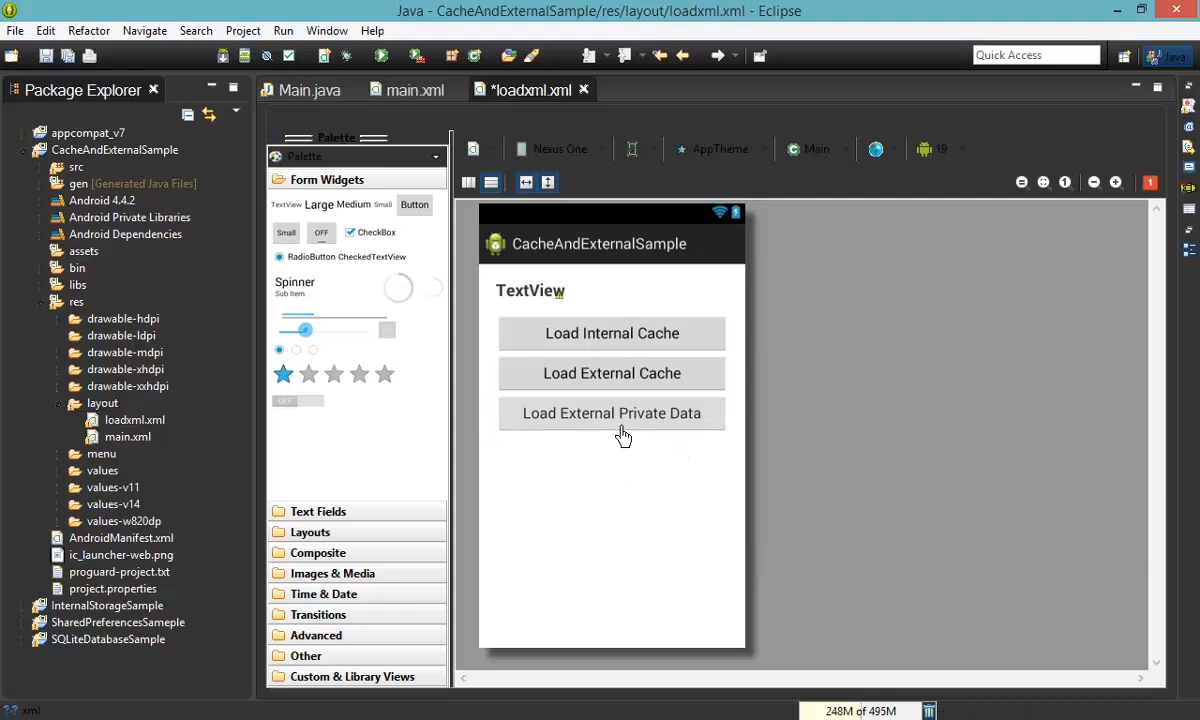 Java - CacheAndExternalSample/res/layout/loadxml.xml - Eclipse
File Edit Refactor Navigate Search Project Run Window Help
Quick Access
Java
Package Explorer
Main.java
main.xml
*loadxml.xml
appcompat_v7
CacheAndExternalSample
src
gen [Generated Java Files]
Android 4.4.2
Android Private Libraries
Android Dependencies
assets
bin
libs
res
drawable-hdpi
drawable-ldpi
drawable-mdpi
drawable-xhdpi
drawable-xxhdpi
layout
loadxml.xml
main.xml
menu
values
values-v11
values-v14
values-w820dp
AndroidManifest.xml
ic_launcher-web.png
proguard-project.txt
project.properties
InternalStorageSample
SharedPreferencesSameple
SQLiteDatabaseSample
Palette
Palette
Form Widgets
TextView Large Medium Small Button
Small OFF CheckBox
RadioButton CheckedTextView
Spinner
Sub Item
OFF
Text Fields
Layouts
Composite
Images & Media
Time & Date
Transitions
Advanced
Other
Custom & Library Views
Nexus One
AppTheme
Main
19
1
1
CacheAndExternalSample
TextView
Load Internal Cache
Load External Cache
Load External Private Data
xml
248M of 495M